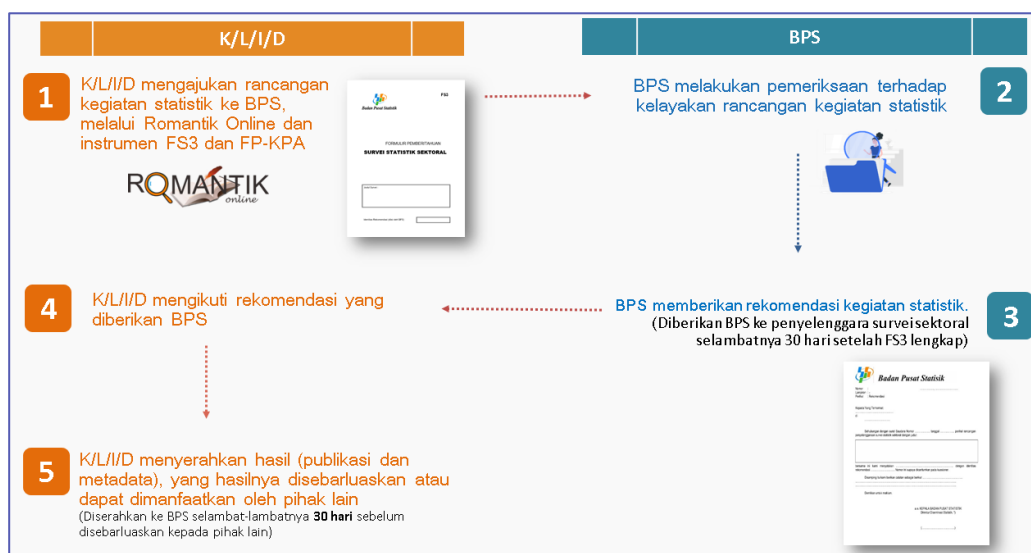 K/L/I/D
BPS
1
K/L/I/D mengajukan rancangan
kegiatan statistik ke BPS,
melalui Romantik Online dan
instrumen FS3 dan FP-KPA
ROMANTIK
online
FS3
Badan Pusat Statistik
FORMULIR PEMBERITAHUAN
SURVEI STATISTIK SEKTORAL
BPS melakukan pemeriksaan terhadap
kelayakan rancangan kegiatan statistik
2
4
K/L/I/D mengikuti rekomendasi yang
diberikan BPS
BPS memberikan rekomendasi kegiatan statistik.
(Diberikan BPS ke penyelenggara survei sektoral
selambatnya 30 hari setelah FS3 lengkap)
3
Badan Pusat Statistik
5
K/L/I/D menyerahkan hasil (publikasi dan
metadata), yang hasilnya disebarluaskan atau
dapat dimanfaatkan oleh pihak lain
(Diserahkan ke BPS selambat-lambatnya 30 hari sebelum
disebarluaskan kepada pihak lain)